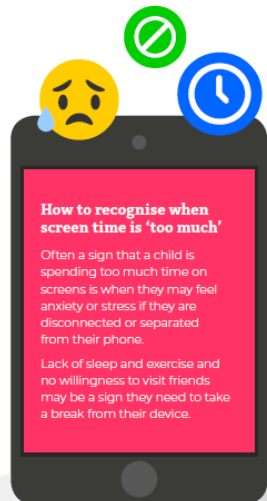 How to recognise when
screen time is ‘too much’
Often a sign that a child is
spending too much time on
screens is when they may feel
anxiety or stress if they are
disconnected or separated
from their phone.
Lack of sleep and exercise and
no willingness to visit friends
may be a sign they need to take
a break from their device.